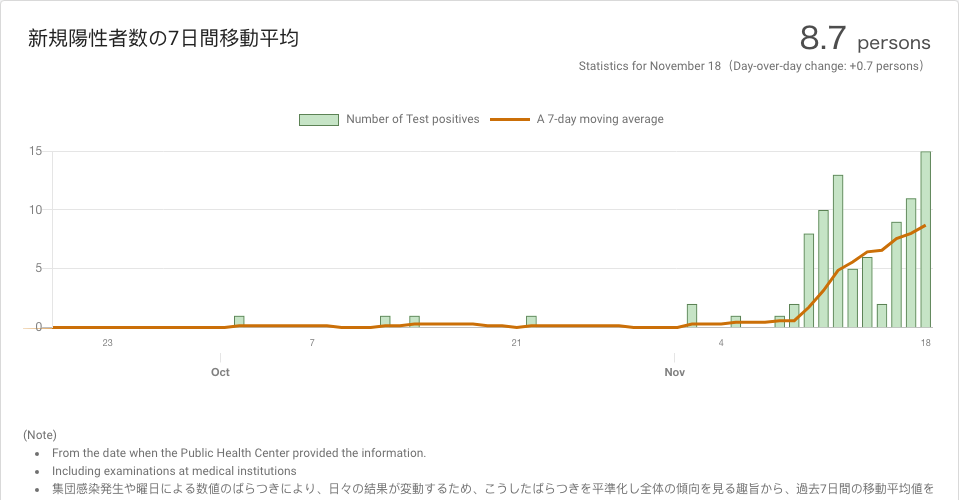 新規陽性者数の7日間移動平均
8.7 persons
Statistics for November 18（Day-over-day change: +0.7 persons）
Number of Test positives
A 7-day moving average
15
10
5
0
23 7 21 4 18
Oct Nov
(Note)
• From the date when the Public Health Center provided the information.
• Including examinations at medical institutions
• 集団感染発生や曜日による数値のばらつきにより、日々の結果が変動するため、こうしたばらつきを平準化し全体の傾向を見る趣旨から、過去7日間の移動平均値を